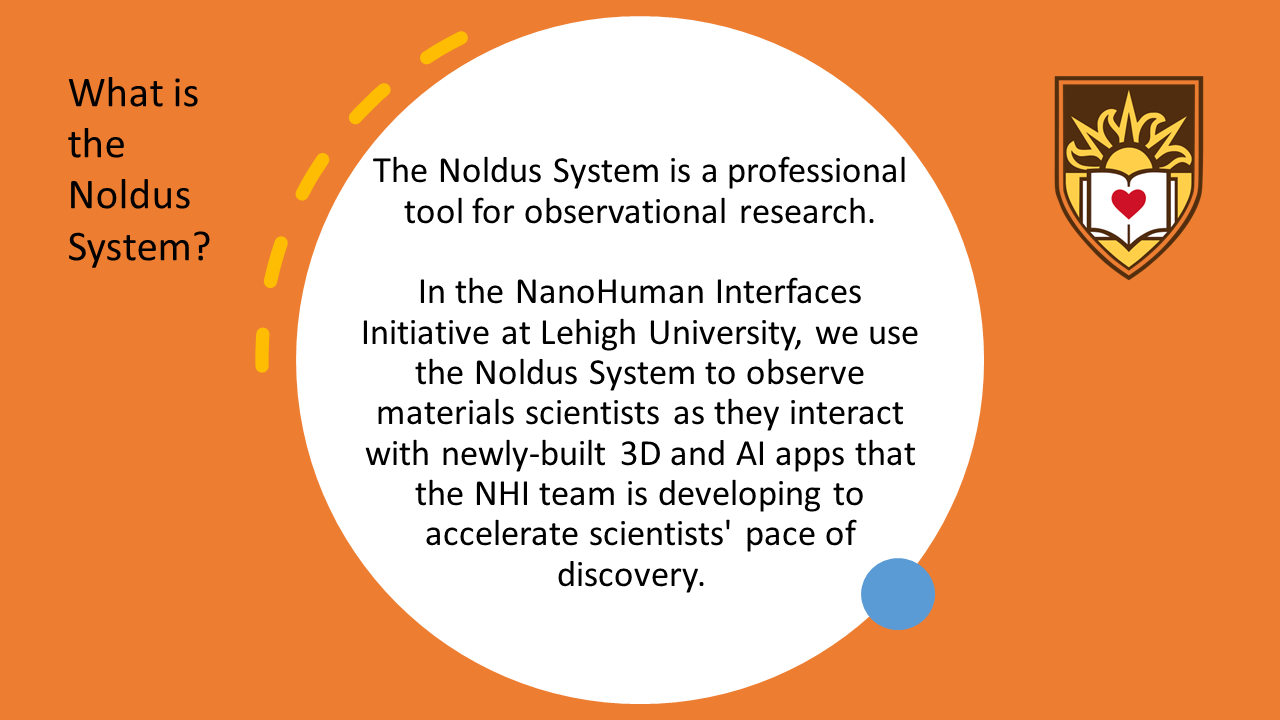 What is
the
Noldus
System?
The Noldus System is a professional
tool for observational research.
In the NanoHuman Interfaces
Initiative at Lehigh University, we use
the Noldus System to observe
materials scientists as they interact
with newly-built 3D and AI apps that
the NHI team is developing to
accelerate scientists' pace of
discovery.